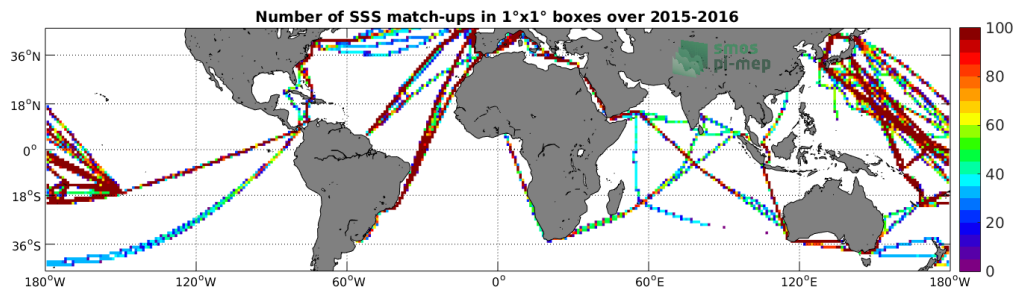 Number of SSS match-ups in 1°x1° boxes over 2015-2016
smos
pi-mep
36°N
18°N
0°
18°S
36°S
180°W
120°W
60°W
0°
60°E
120°E
180°W
100
80
60
40
20
0